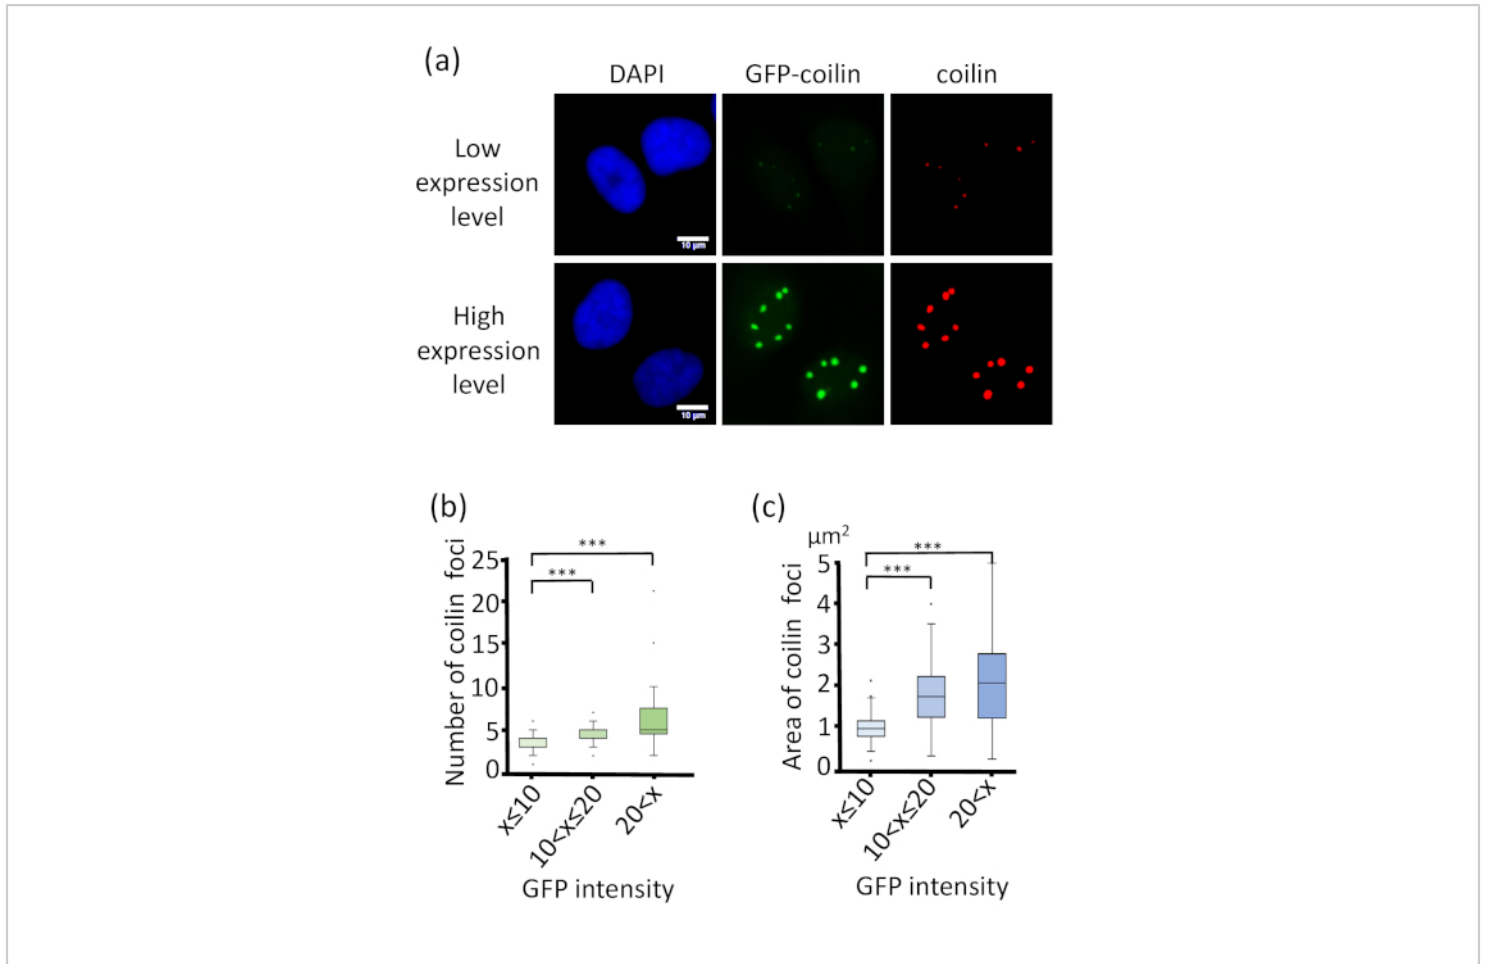 (a)
DAPI
GFP-coilin
coilin
Low
expression
level
10 µm
High
expression
level
10 µm
(b)
Number of coilin foci
25
20
15
10
5
0
***
***
x≤10
10<x≤20
20<x
GFP intensity
(c)
µm²
Area of coilin foci
5
4
3
2
1
0
***
***
x≤10
10<x≤20
20<x
GFP intensity